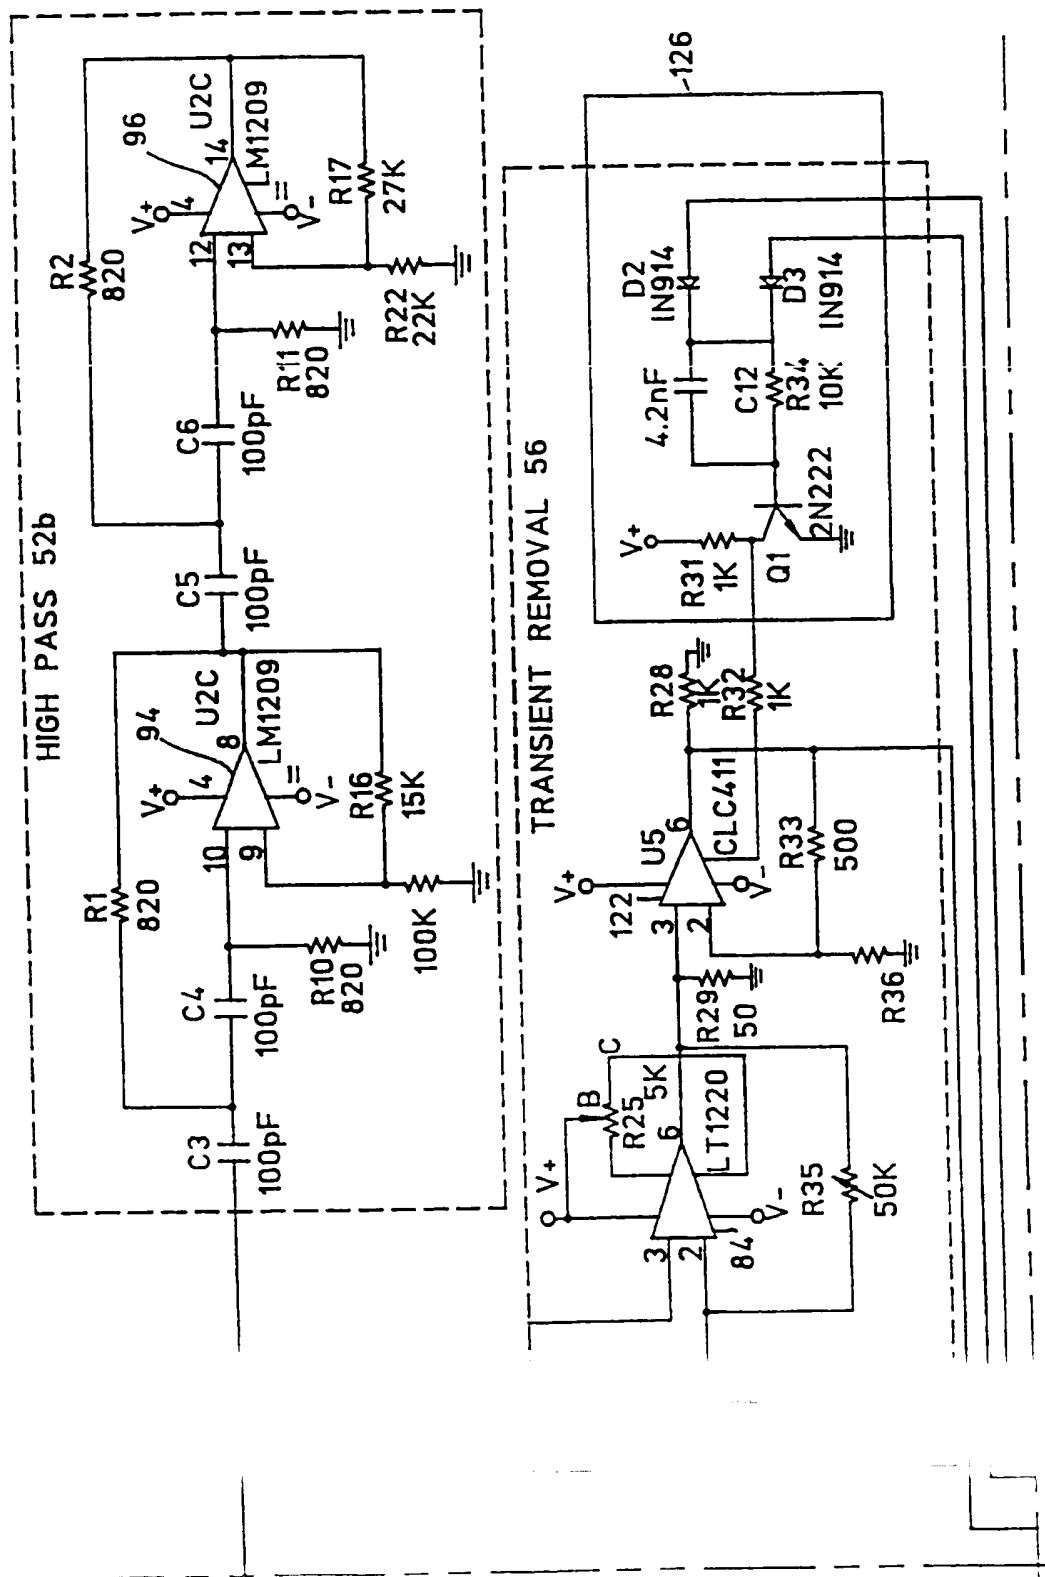 HIGH PASS 52b
R1
820
R2
820
C3
100pF
C4
100pF
R10
820
V+
4
94
10
9
8
U2C
LM1209
V-
R16
15K
100K
C5
100pF
C6
100pF
R11
820
V+
4
96
12
13
14
U2C
LM1209
V-
R17
27K
R22
22K
TRANSIENT REMOVAL 56
V+
B
C
R25
5K
3
2
6
LT1220
84
V-
R35
50K
R29
50
V+
122
3
2
6
U5
CLC411
V-
R33
500
R36
R28
1K
R32
1K
V+
R31
1K
Q1
2N222
4.2nF
C12
R34
10K
D2
IN914
D3
IN914
126